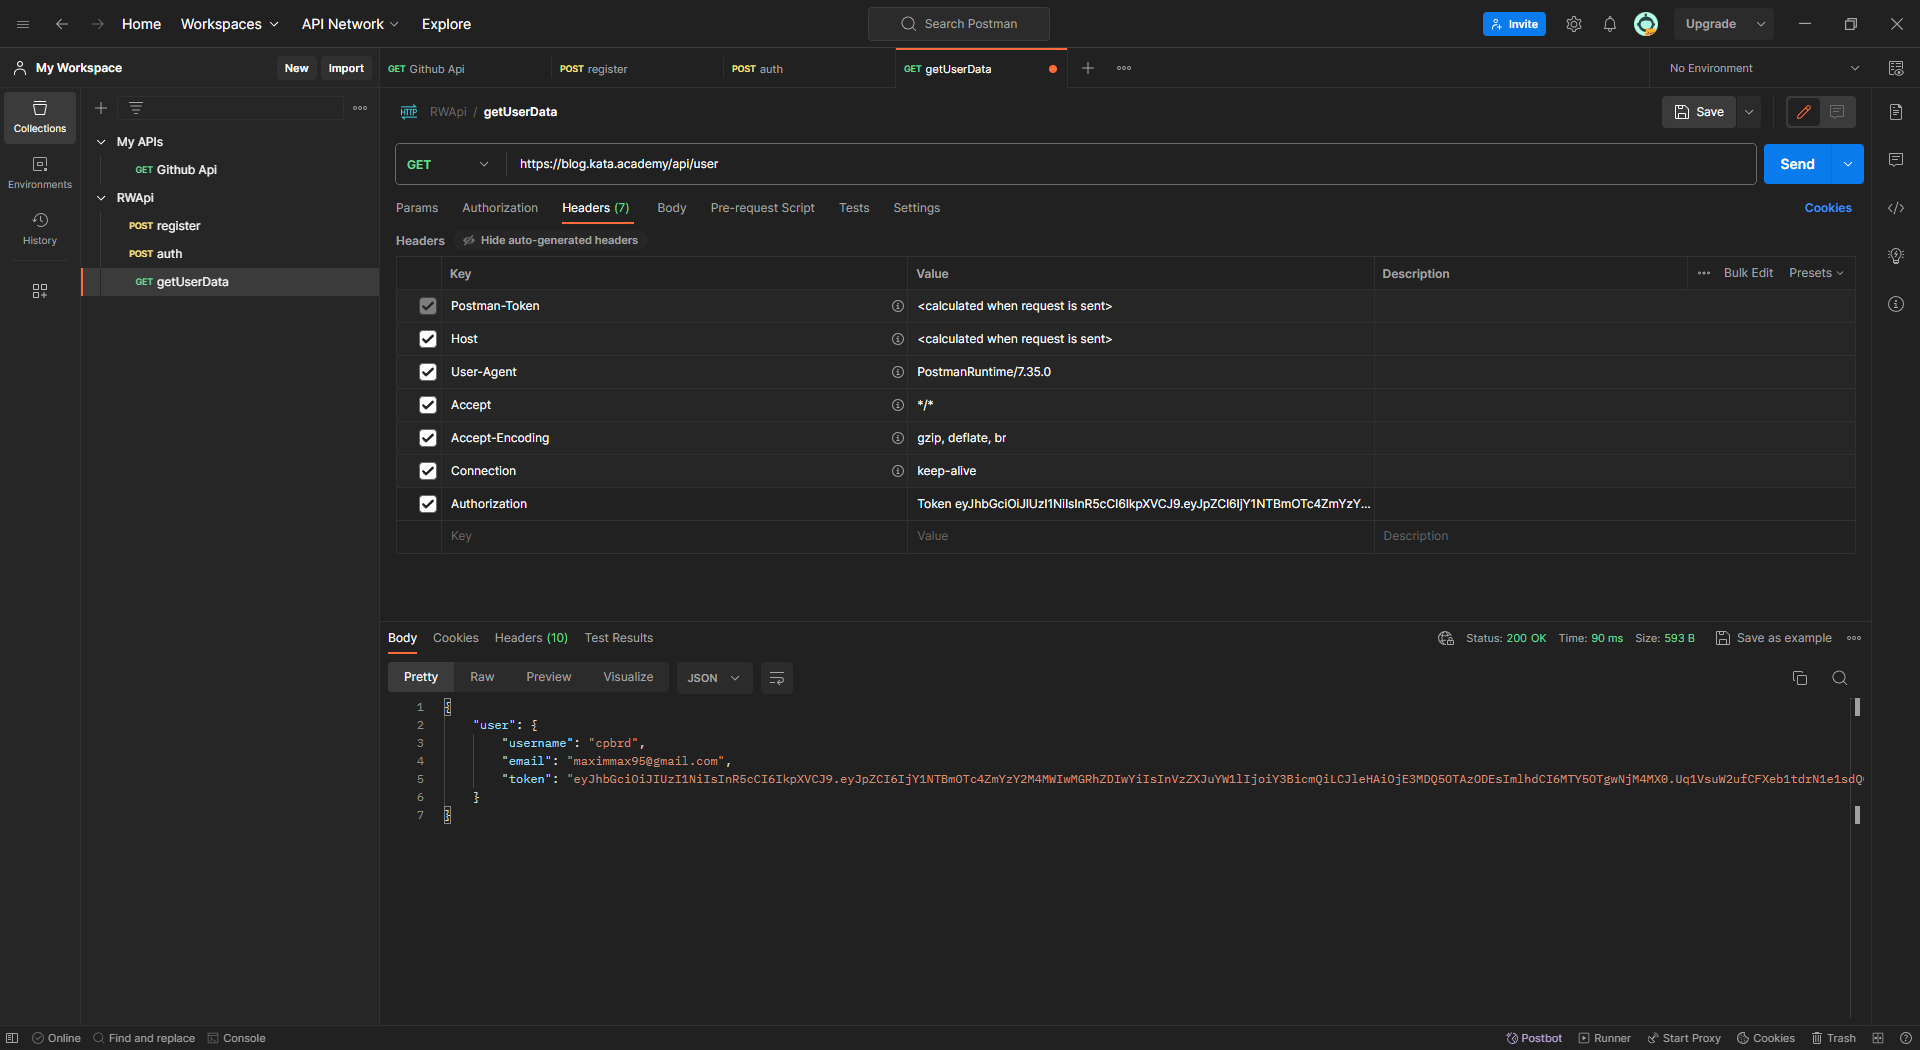 Home Workspaces API Network Explore Search Postman Invite Upgrade
My Workspace New Import GET Github Api POST register POST auth GET getUserData No Environment
Collections
Environments
History
My APIs
GET Github Api
RWApi
POST register
POST auth
GET getUserData
HTTP RWApi / getUserData Save
GET https://blog.kata.academy/api/user Send
Params Authorization Headers (7) Body Pre-request Script Tests Settings Cookies
Headers Hide auto-generated headers
Key Value Description Bulk Edit Presets
Postman-Token <calculated when request is sent>
Host <calculated when request is sent>
User-Agent PostmanRuntime/7.35.0
Accept */*
Accept-Encoding gzip, deflate, br
Connection keep-alive
Authorization Token eyJhbGciOiJIUzI1NiIsInR5cCI6IkpXVCJ9.eyJpZCI6IjY1NTBmOTc4ZmYzY...
Key Value Description
Body Cookies Headers (10) Test Results Status: 200 OK Time: 90 ms Size: 593 B Save as example
Pretty Raw Preview Visualize JSON
1 {
2 "user": {
3 "username": "cpbrd",
4 "email": "maximmax95@gmail.com",
5 "token": "eyJhbGciOiJIUzI1NiIsInR5cCI6IkpXVCJ9.eyJpZCI6IjY1NTBmOTc4ZmYzY2M4MWIwMGRhZDIwYiIsInVzZXJuYW1lIjoiY3BicmQiLCJleHAiOjE3MDQ5OTAzODEsImlhdCI6MTY5OTgwNjM4MX0.Uq1VsuW2ufCFXeb1tdrN1e1sdQ
6 }
7 }
Online Find and replace Console Postbot Runner Start Proxy Cookies Trash